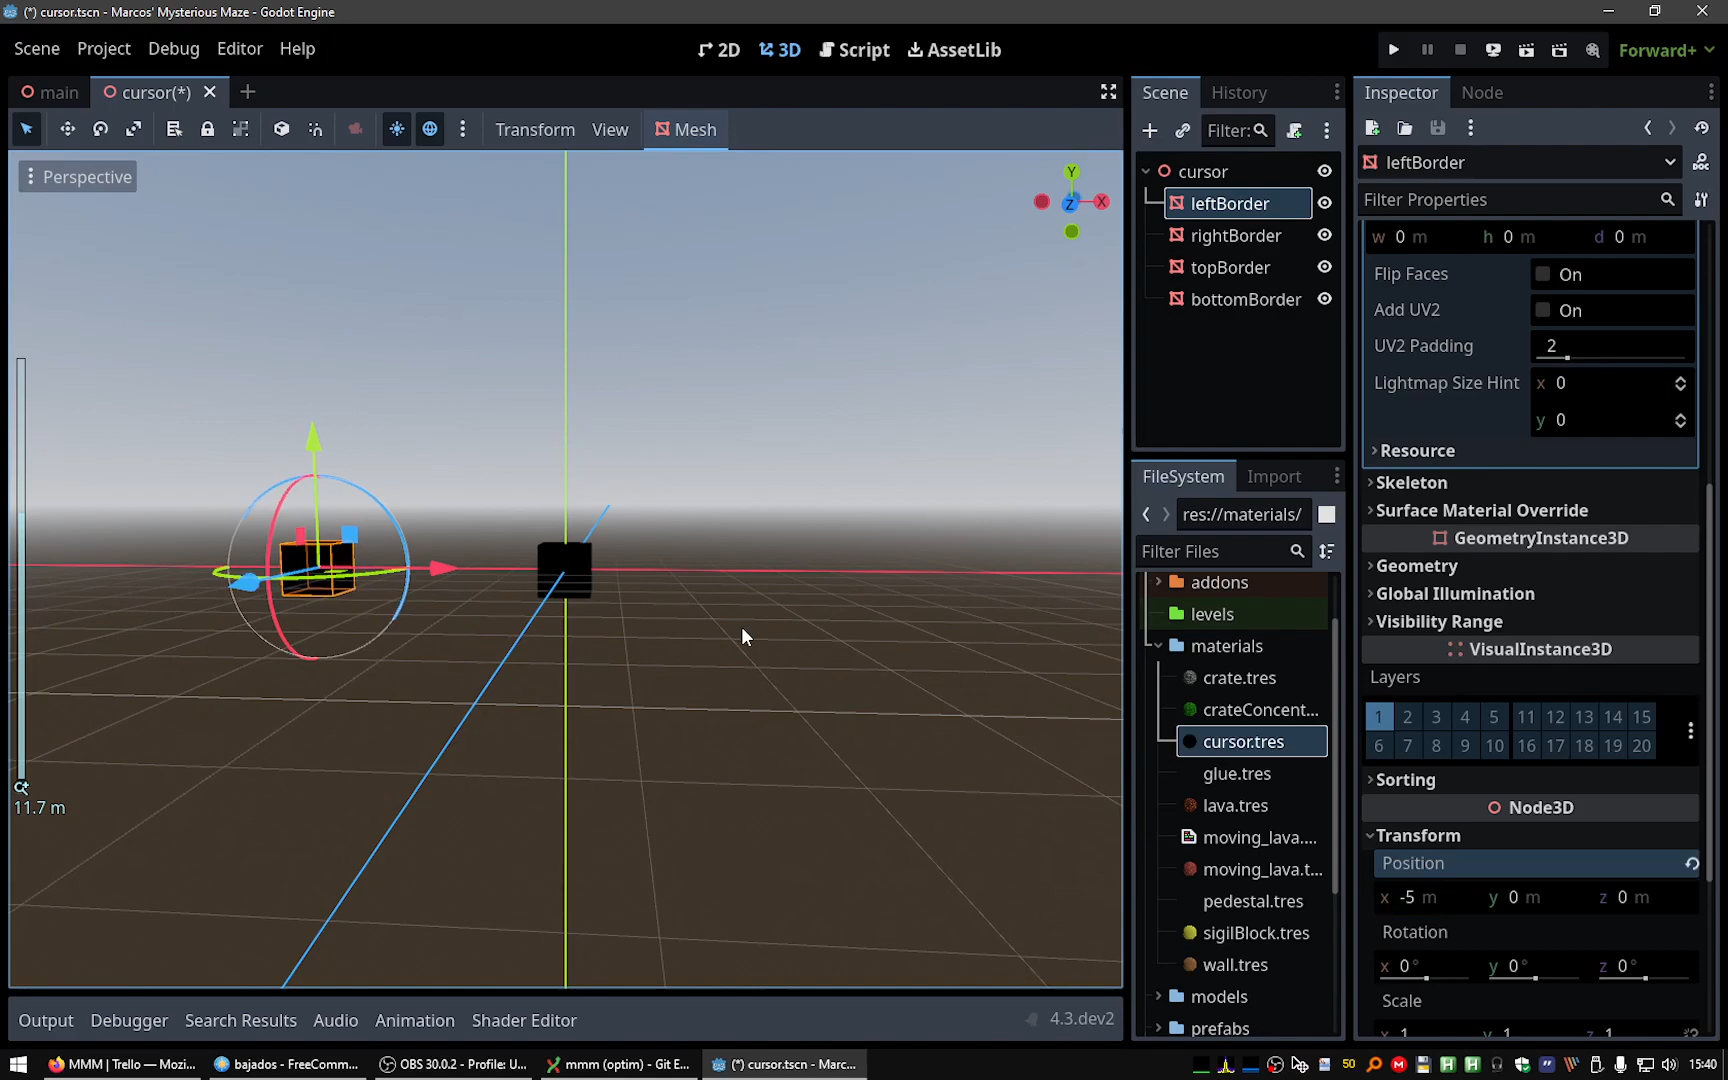 (*) cursor.tscn - Marcos' Mysterious Maze - Godot Engine
Scene Project Debug Editor Help
2D 3D Script AssetLib
Forward+
main cursor(*)
Transform View Mesh
Perspective
Y
Z
X
11.7 m
Output Debugger Search Results Audio Animation Shader Editor
4.3.dev2
Scene History
Filter:
cursor
leftBorder
rightBorder
topBorder
bottomBorder
FileSystem Import
res://materials/
Filter Files
addons
levels
materials
crate.tres
crateConcent...
cursor.tres
glue.tres
lava.tres
moving_lava....
moving_lava.t...
pedestal.tres
sigilBlock.tres
wall.tres
models
prefabs
Inspector Node
leftBorder
Filter Properties
w 0 m h 0 m d 0 m
Flip Faces On
Add UV2 On
UV2 Padding 2
Lightmap Size Hint x 0
y 0
Resource
Skeleton
Surface Material Override
GeometryInstance3D
Geometry
Global Illumination
Visibility Range
VisualInstance3D
Layers
1 2 3 4 5 11 12 13 14 15
6 7 8 9 10 16 17 18 19 20
Sorting
Node3D
Transform
Position
x -5 m y 0 m z 0 m
Rotation
x 0° y 0° z 0°
Scale
x 1 y 1 z 1
MMM | Trello — Mozi... bajados - FreeComm... OBS 30.0.2 - Profile: U... mmm (optim) - Git E... (*) cursor.tscn - Marc...
50
15:40